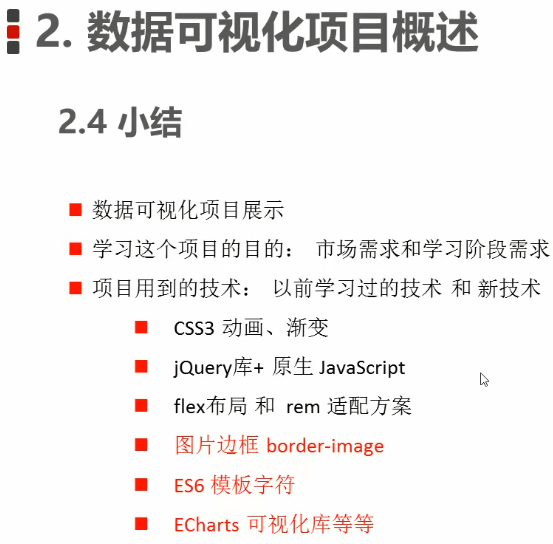 2. 数据可视化项目概述
2.4 小结
数据可视化项目展示
学习这个项目的目的： 市场需求和学习阶段需求
项目用到的技术： 以前学习过的技术 和 新技术
CSS3 动画、渐变
jQuery库+ 原生 JavaScript
flex布局 和 rem 适配方案
图片边框 border-image
ES6 模板字符
ECharts 可视化库等等